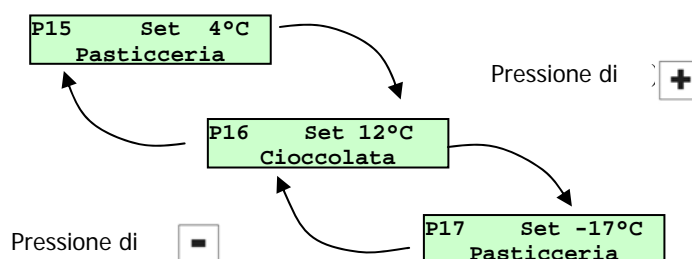 P15 Set 4°C
Pasticceria
Pressione di +
P16 Set 12°C
Cioccolata
P17 Set -17°C
Pasticceria
Pressione di -